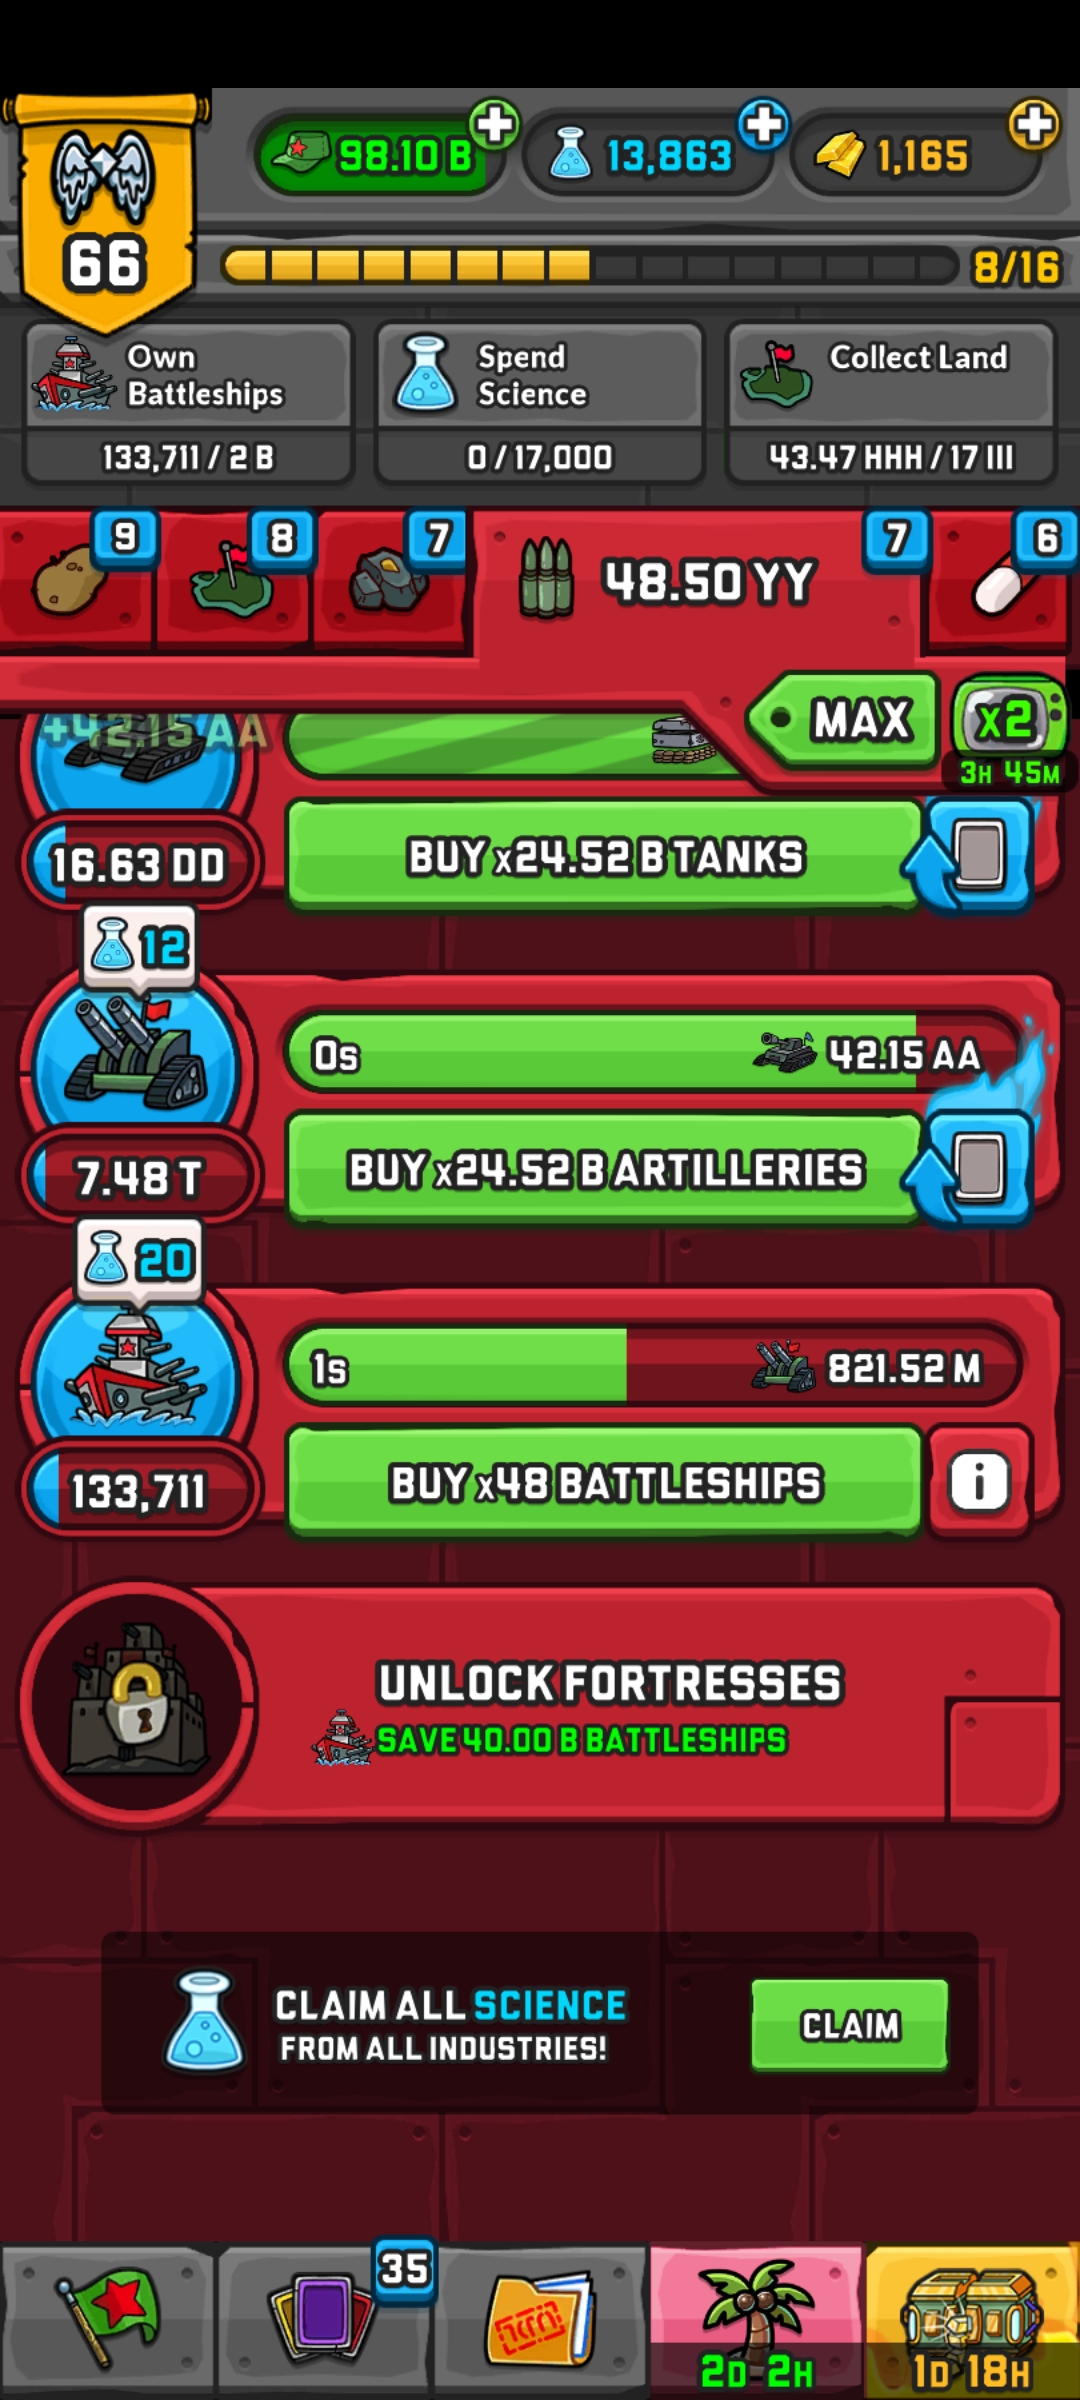 66
98.10 B
13,863
1,165
8/16
Own
Battleships
133,711 / 2 B
Spend
Science
0 / 17,000
Collect Land
43.47 HHH / 17 III
9
8
7
48.50 YY
7
6
MAX
x2
3H 45M
+42.15 AA
16.63 DD
BUY x24.52 B TANKS
12
0s
42.15 AA
7.48 T
BUY x24.52 B ARTILLERIES
20
1s
821.52 M
133,711
BUY x48 BATTLESHIPS
i
UNLOCK FORTRESSES
SAVE 40.00 B BATTLESHIPS
CLAIM ALL SCIENCE
FROM ALL INDUSTRIES!
CLAIM
35
2D 2H
1D 18H